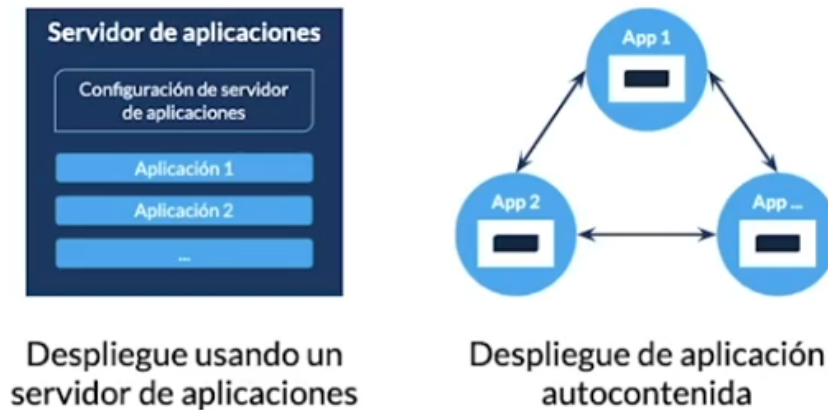 Servidor de aplicaciones
Configuración de servidor
de aplicaciones
Aplicación 1
Aplicación 2
...
Despliegue usando un
servidor de aplicaciones
App 1
App 2
App ...
Despliegue de aplicación
autocontenida